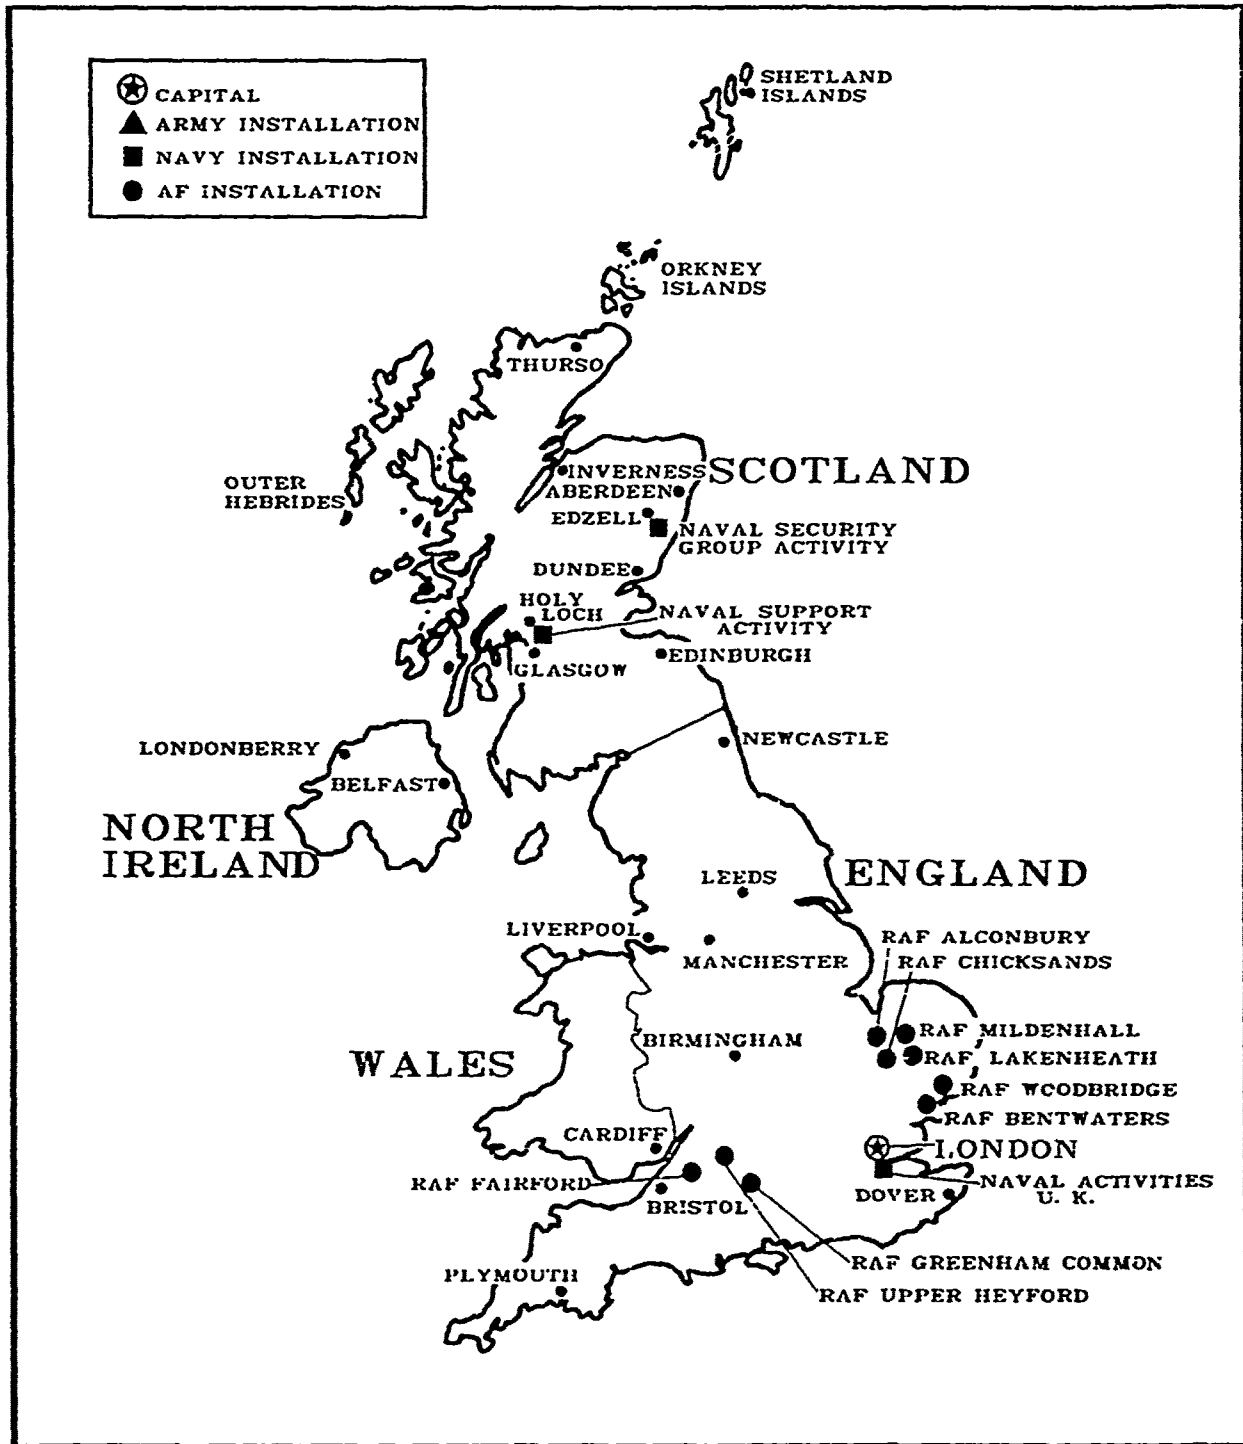 CAPITAL
ARMY INSTALLATION
NAVY INSTALLATION
AF INSTALLATION
SHETLAND
ISLANDS
ORKNEY
ISLANDS
THURSO
OUTER
HEBRIDES
INVERNESS
SCOTLAND
ABERDEEN
EDZELL
NAVAL SECURITY
GROUP ACTIVITY
DUNDEE
HOLY
LOCH
NAVAL SUPPORT
ACTIVITY
EDINBURGH
GLASGOW
LONDONBERRY
NEWCASTLE
BELFAST
NORTH
IRELAND
LEEDS
ENGLAND
LIVERPOOL
MANCHESTER
RAF ALCONBURY
RAF CHICKSANDS
RAF MILDENHALL
BIRMINGHAM
RAF LAKENHEATH
WALES
RAF WOODBRIDGE
RAF BENTWATERS
CARDIFF
LONDON
RAF FAIRFORD
NAVAL ACTIVITIES
U. K.
DOVER
BRISTOL
RAF GREENHAM COMMON
PLYMOUTH
RAF UPPER HEYFORD